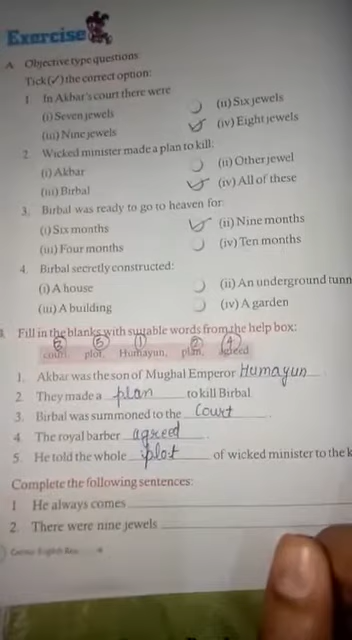 Exercise
A Objective type questions
Tick(✓) the correct option:
1. In Akbar's court there were
(i) Seven jewels (ii) Six jewels
(iii) Nine jewels (iv) Eight jewels
2. Wicked minister made a plan to kill:
(i) Akbar (ii) Other jewel
(iii) Birbal (iv) All of these
3. Birbal was ready to go to heaven for:
(i) Six months (ii) Nine months
(iii) Four months (iv) Ten months
4. Birbal secretly constructed:
(i) A house (ii) An underground tunn
(iii) A building (iv) A garden
Fill in the blanks with suitable words from the help box:
3 5 1 2 4
court, plot, Humayun, plan, agreed
1. Akbar was the son of Mughal Emperor Humayun
2. They made a plan to kill Birbal
3. Birbal was summoned to the Court
4. The royal barber agreed.
5. He told the whole plot of wicked minister to the k
Complete the following sentences:
1. He always comes
2. There were nine jewels